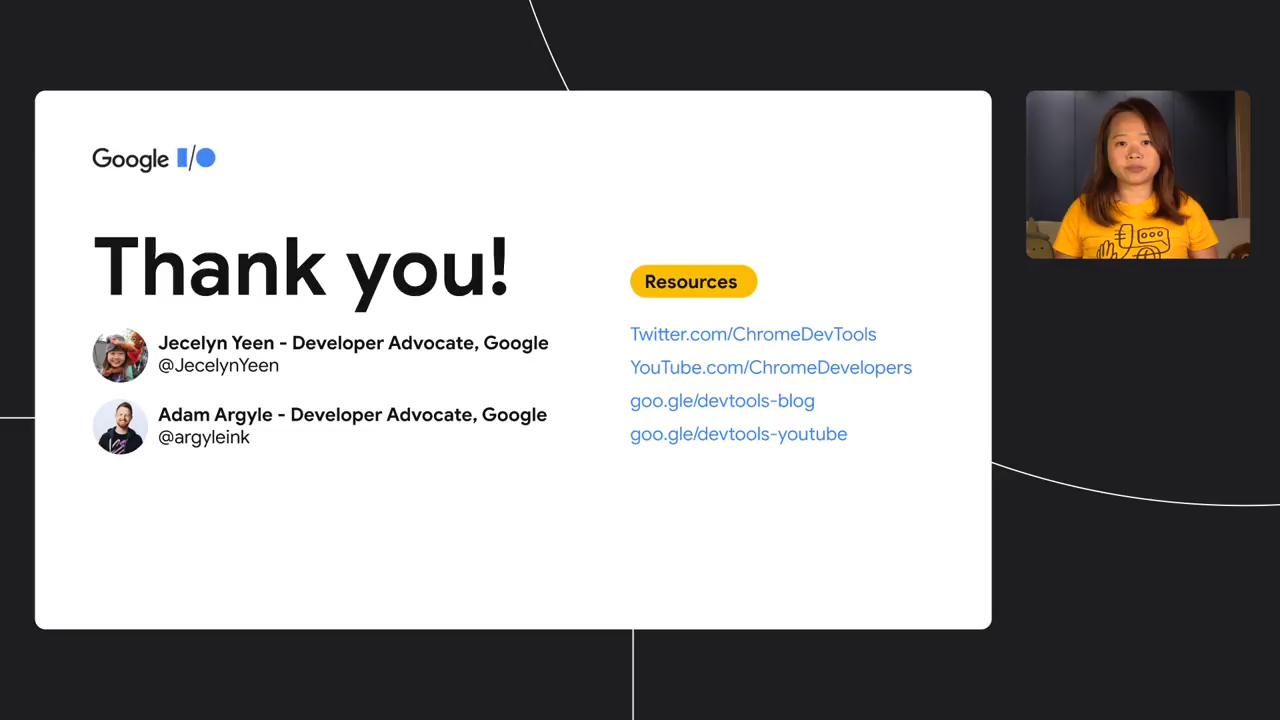 Google I/O
Thank you!
Jecelyn Yeen - Developer Advocate, Google
@JecelynYeen
Adam Argyle - Developer Advocate, Google
@argyleink
Resources
Twitter.com/ChromeDevTools
YouTube.com/ChromeDevelopers
goo.gle/devtools-blog
goo.gle/devtools-youtube